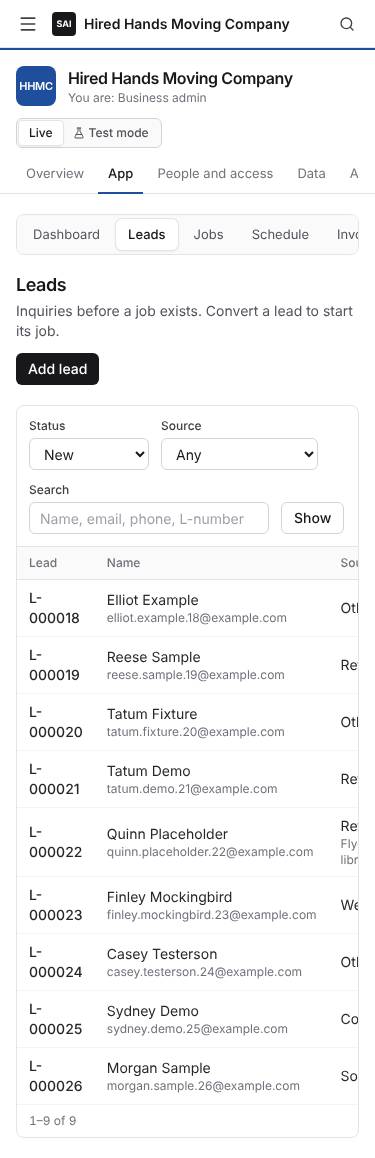 SAI Hired Hands Moving Company
HHMC
Hired Hands Moving Company
You are: Business admin
Live Test mode
Overview App People and access Data A
Dashboard Leads Jobs Schedule Invo
Leads
Inquiries before a job exists. Convert a lead to start
its job.
Add lead
Status Source
New Any
Search
Name, email, phone, L-number Show
Lead Name Sou
L-
000018
Elliot Example
elliot.example.18@example.com
L-
000019
Reese Sample
reese.sample.19@example.com
L-
000020
Tatum Fixture
tatum.fixture.20@example.com
L-
000021
Tatum Demo
tatum.demo.21@example.com
L-
000022
Quinn Placeholder
quinn.placeholder.22@example.com
Fly
L-
000023
Finley Mockingbird
finley.mockingbird.23@example.com
We
L-
000024
Casey Testerson
casey.testerson.24@example.com
L-
000025
Sydney Demo
sydney.demo.25@example.com
Co
L-
000026
Morgan Sample
morgan.sample.26@example.com
So
1–9 of 9